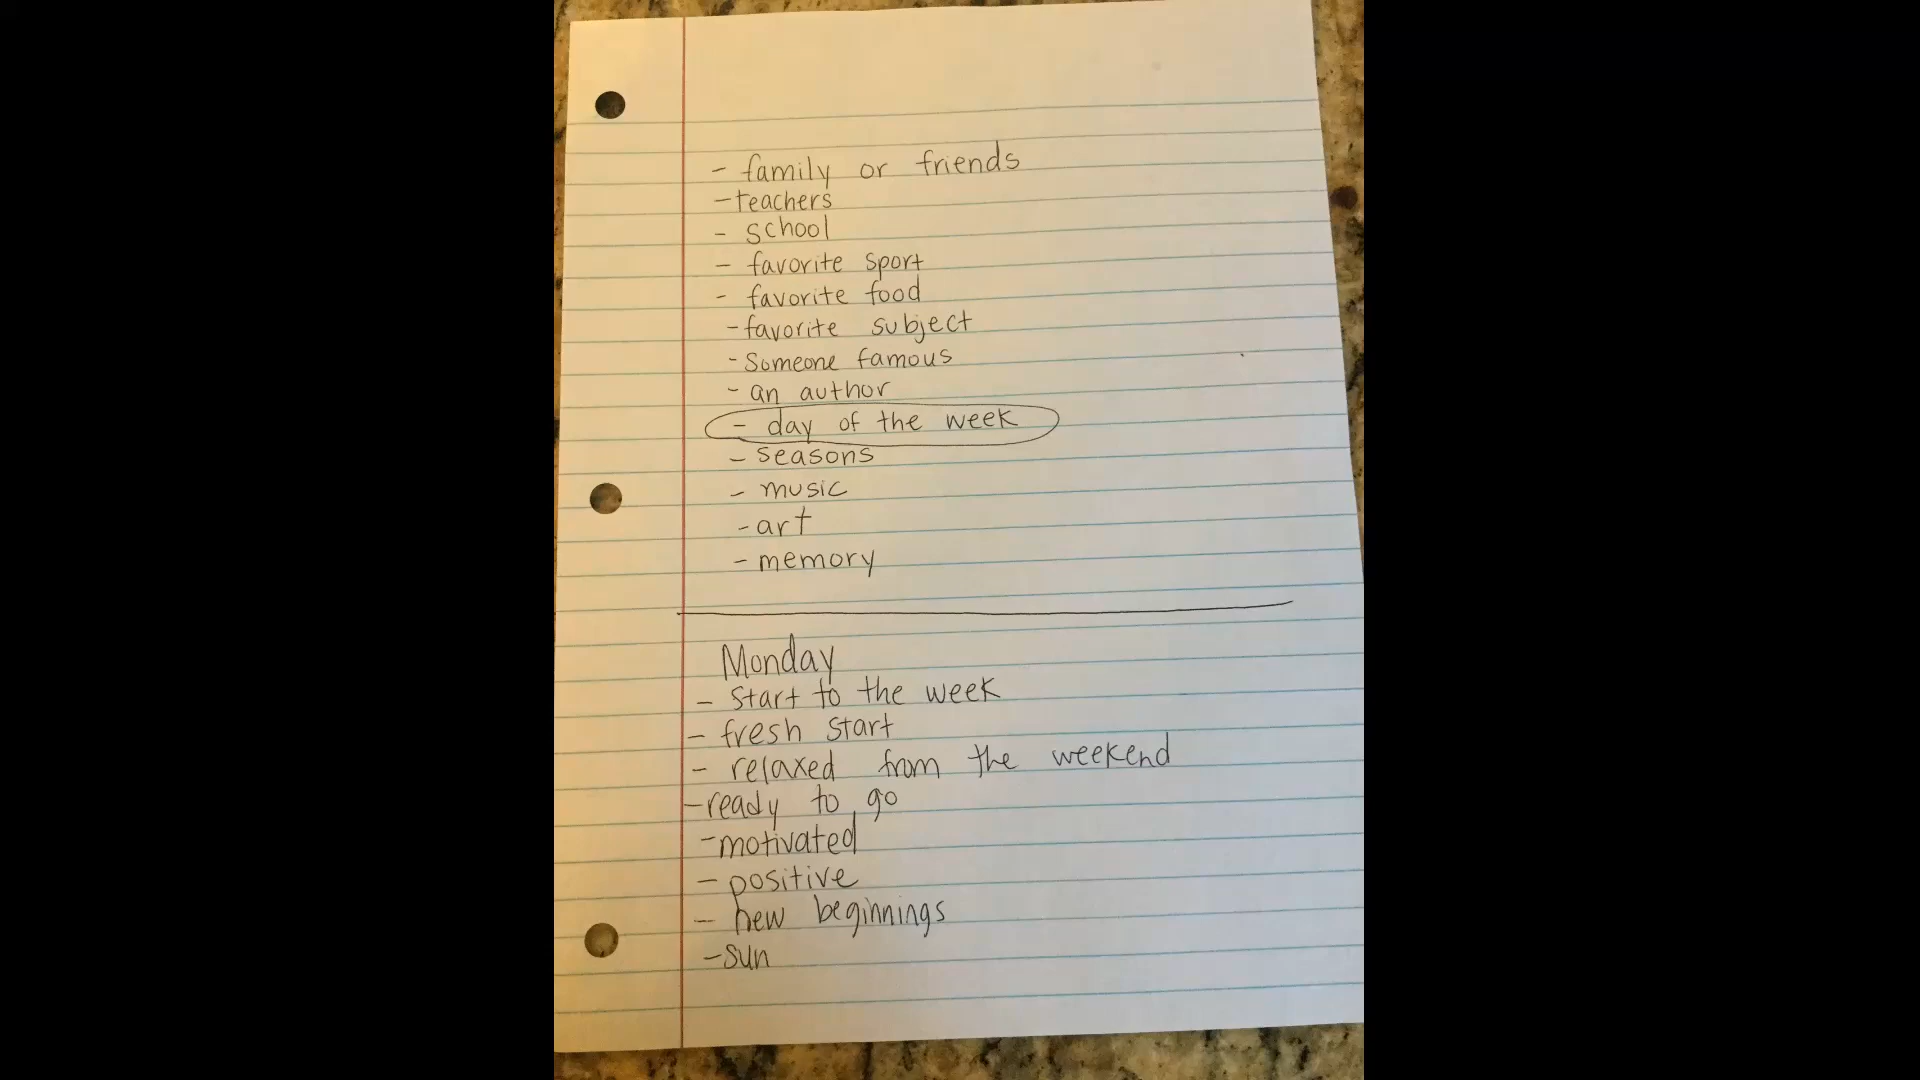 - family or friends
- teachers
- school
- favorite sport
- favorite food
- favorite subject
- Someone famous
- an author
- day of the week
- seasons
- music
- art
- memory
Monday
- Start to the week
- fresh start
- relaxed from the weekend
- ready to go
- motivated
- positive
- new beginnings
- sun